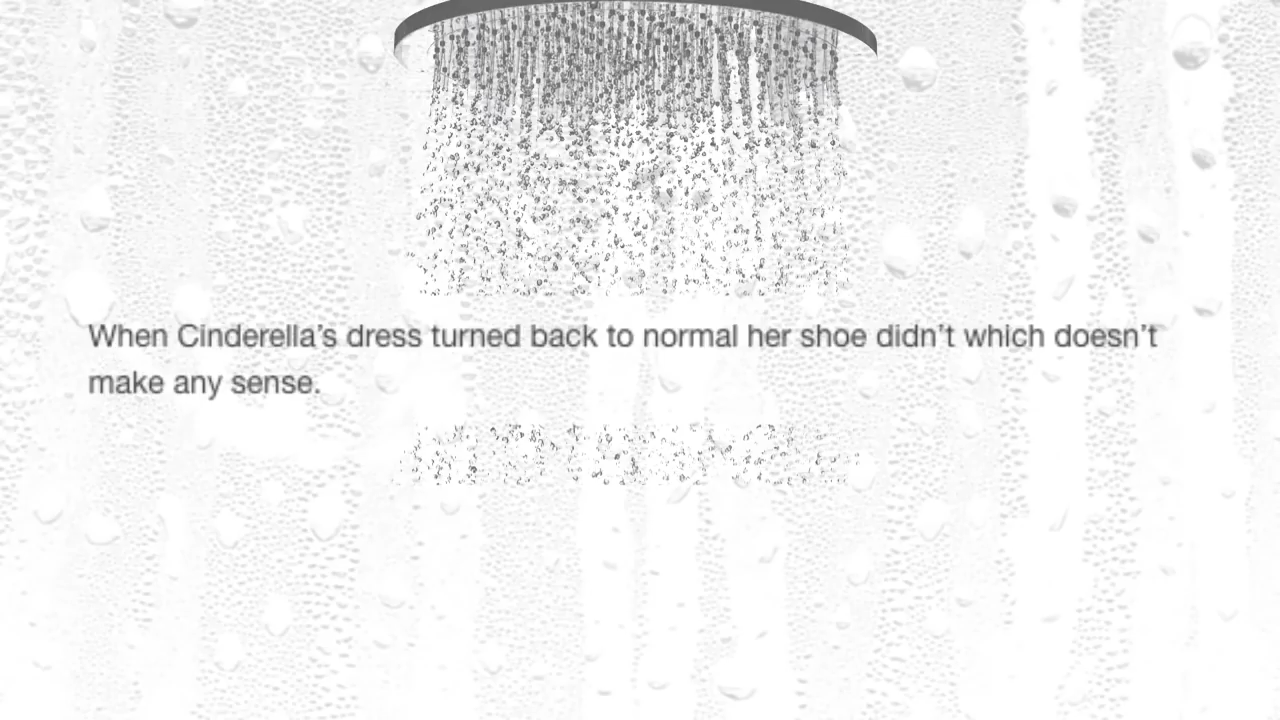 When Cinderella’s dress turned back to normal her shoe didn’t which doesn’t
make any sense.